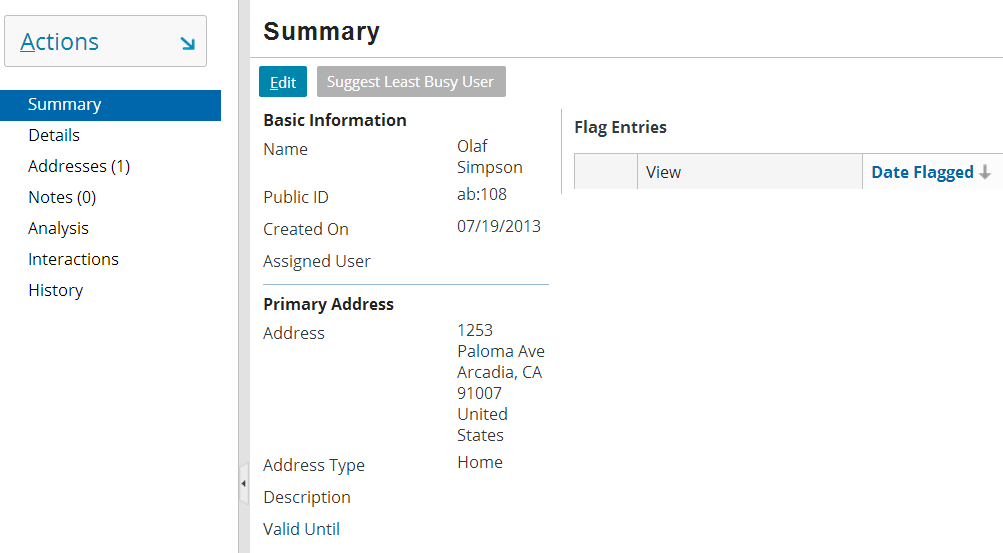 Actions
Summary
Details
Addresses (1)
Notes (0)
Analysis
Interactions
History
Summary
Edit
Suggest Least Busy User
Basic Information
Name
Olaf
Simpson
Public ID
ab:108
Created On
07/19/2013
Assigned User
Primary Address
Address
1253
Paloma Ave
Arcadia, CA
91007
United
States
Address Type
Home
Description
Valid Until
Flag Entries
View
Date Flagged